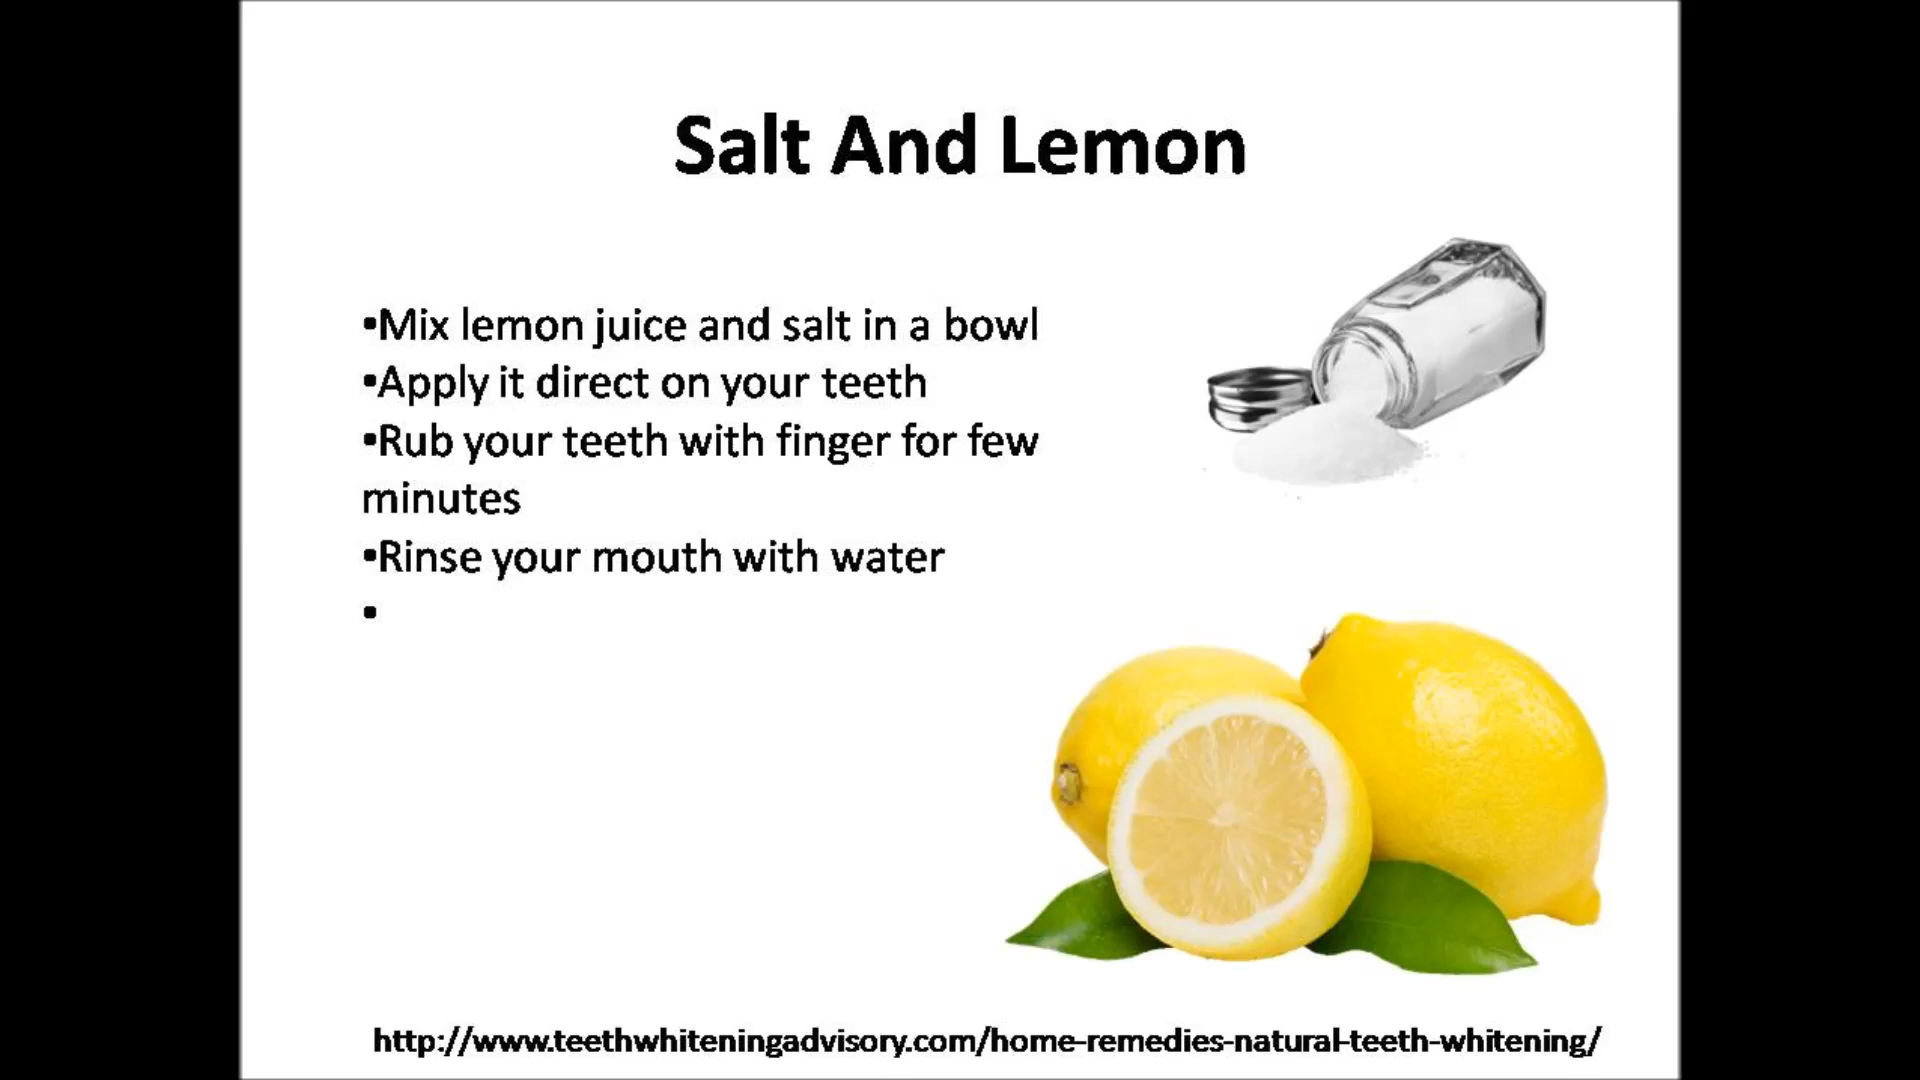 Salt And Lemon
•Mix lemon juice and salt in a bowl
•Apply it direct on your teeth
•Rub your teeth with finger for few
minutes
•Rinse your mouth with water
•
http://www.teethwhiteningadvisory.com/home-remedies-natural-teeth-whitening/